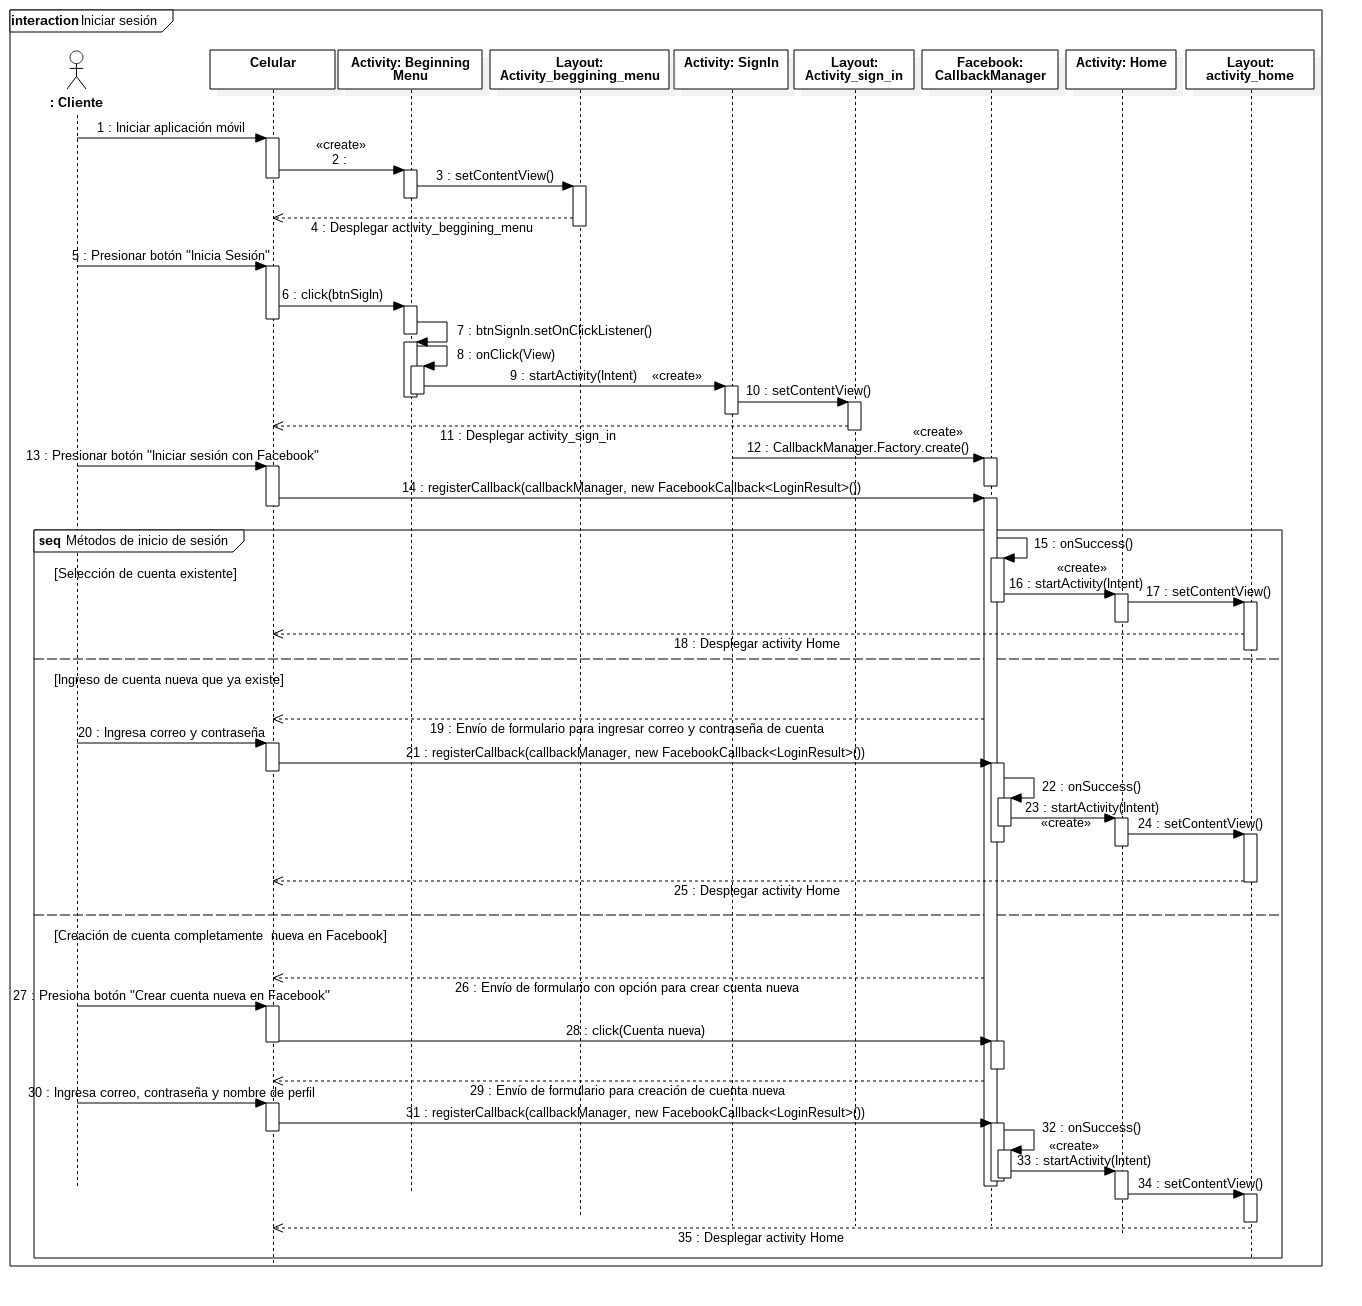 interaction Iniciar sesión
: Cliente
Celular
Activity: Beginning
Menu
Layout:
Activity_beggining_menu
Activity: SignIn
Layout:
Activity_sign_in
Facebook:
CallbackManager
Activity: Home
Layout:
activity_home
1 : Iniciar aplicación móvil
«create»
2 :
3 : setContentView()
4 : Desplegar activity_beggining_menu
5 : Presionar botón "Inicia Sesión"
6 : click(btnSigIn)
7 : btnSignIn.setOnClickListener()
8 : onClick(View)
9 : startActivity(Intent) «create»
10 : setContentView()
11 : Desplegar activity_sign_in
«create»
12 : CallbackManager.Factory.create()
13 : Presionar botón "Iniciar sesión con Facebook"
14 : registerCallback(callbackManager, new FacebookCallback<LoginResult>())
seq Métodos de inicio de sesión
15 : onSuccess()
[Selección de cuenta existente]
«create»
16 : startActivity(Intent)
17 : setContentView()
18 : Desplegar activity Home
[Ingreso de cuenta nueva que ya existe]
19 : Envío de formulario para ingresar correo y contraseña de cuenta
20 : Ingresa correo y contraseña
21 : registerCallback(callbackManager, new FacebookCallback<LoginResult>())
22 : onSuccess()
23 : startActivity(Intent)
«create»
24 : setContentView()
25 : Desplegar activity Home
[Creación de cuenta completamente  nueva en Facebook]
26 : Envío de formulario con opción para crear cuenta nueva
27 : Presiona botón "Crear cuenta nueva en Facebook"
28 : click(Cuenta nueva)
29 : Envío de formulario para creación de cuenta nueva
30 : Ingresa correo, contraseña y nombre de perfil
31 : registerCallback(callbackManager, new FacebookCallback<LoginResult>())
32 : onSuccess()
«create»
33 : startActivity(Intent)
34 : setContentView()
35 : Desplegar activity Home